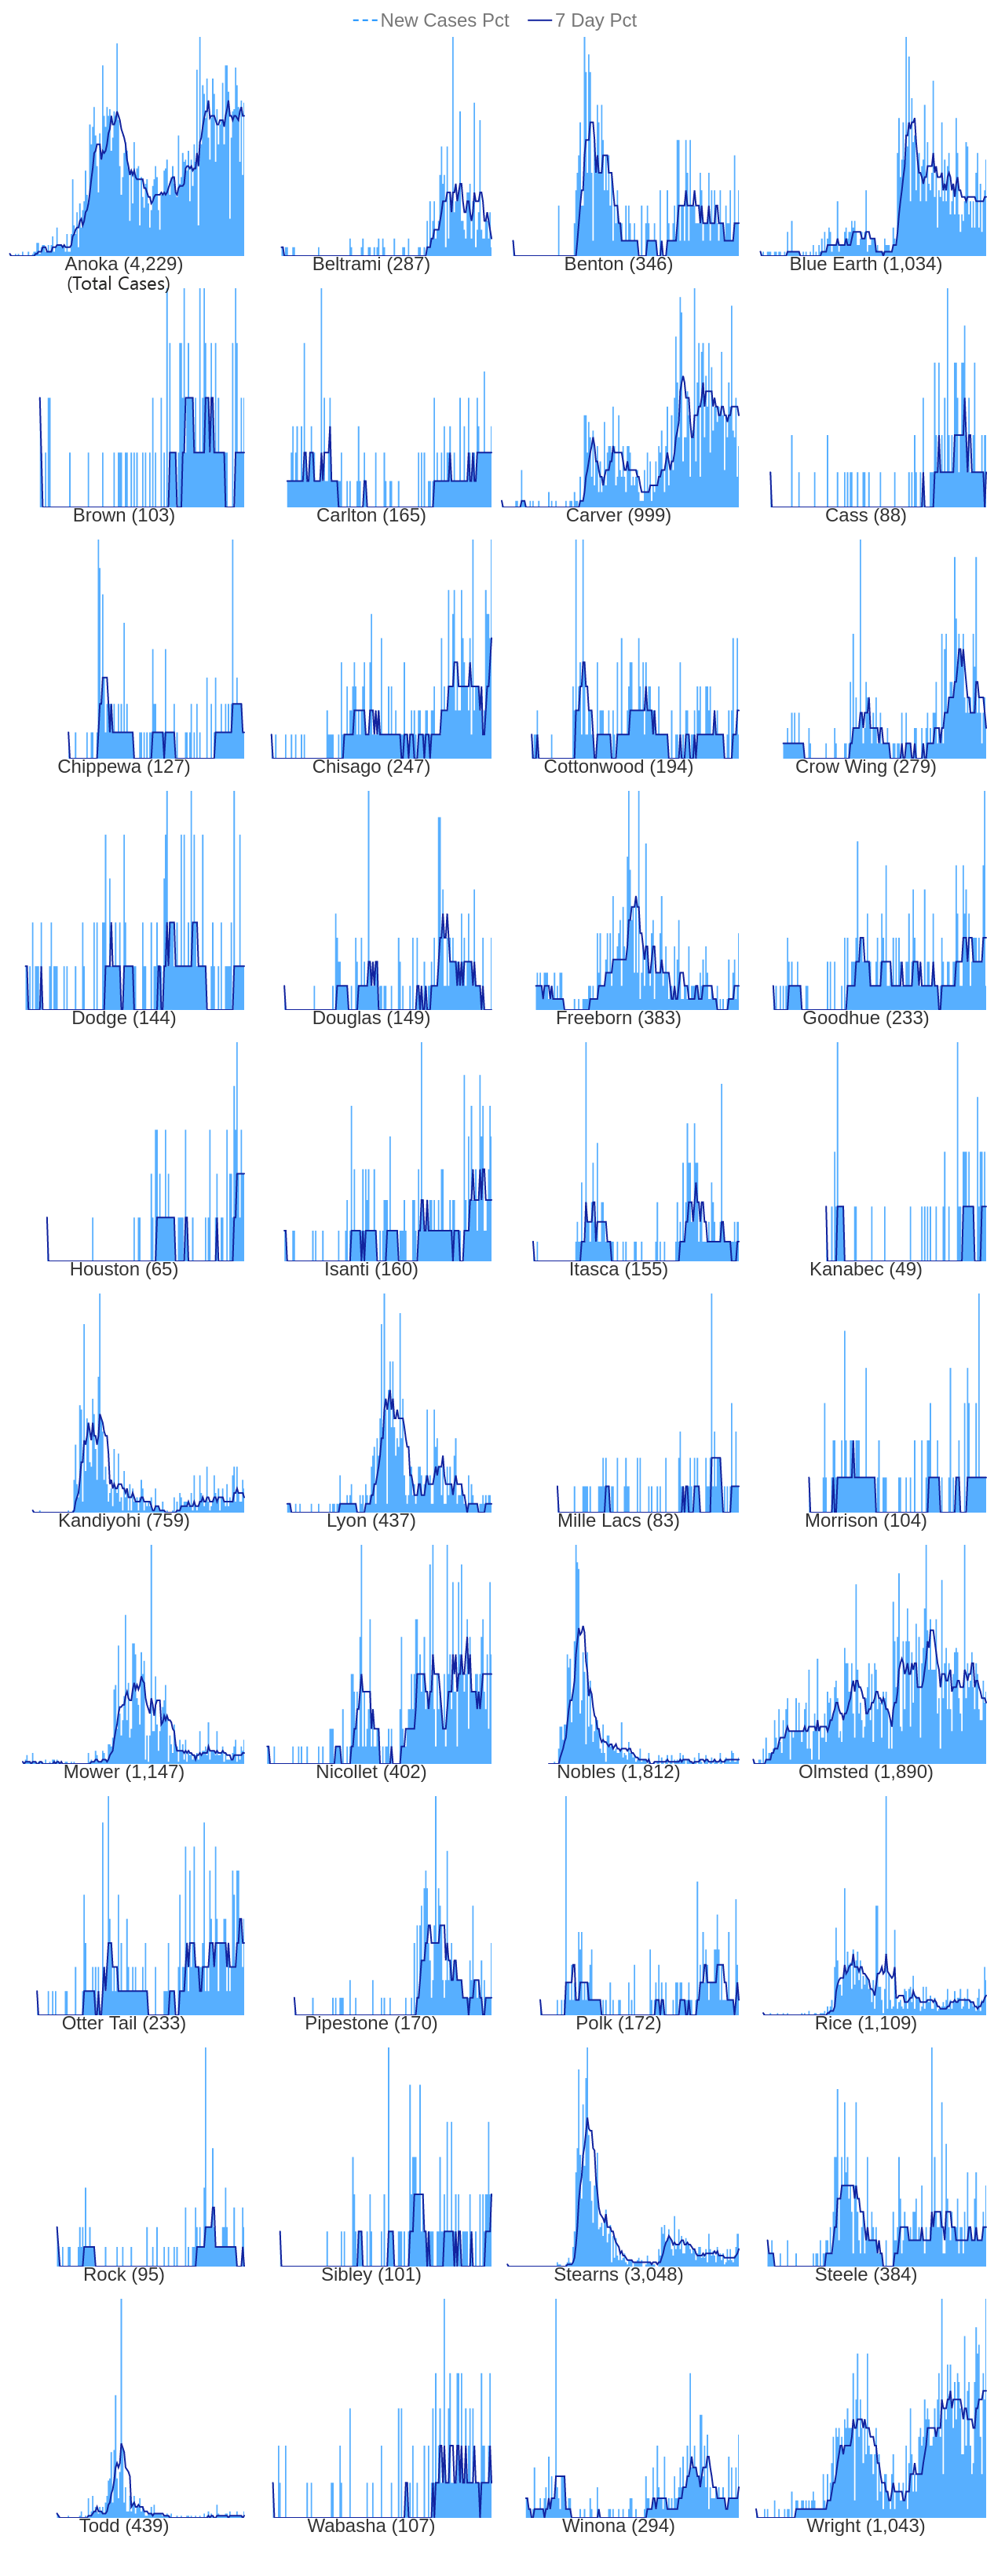 New Cases Pct 7 Day Pct
Anoka (4,229) Beltrami (287) Benton (346) Blue Earth (1,034)
(Total Cases)
Brown (103) Carlton (165) Carver (999) Cass (88)
Chippewa (127) Chisago (247) Cottonwood (194) Crow Wing (279)
Dodge (144) Douglas (149) Freeborn (383) Goodhue (233)
Houston (65) Isanti (160) Itasca (155) Kanabec (49)
Kandiyohi (759) Lyon (437) Mille Lacs (83) Morrison (104)
Mower (1,147) Nicollet (402) Nobles (1,812) Olmsted (1,890)
Otter Tail (233) Pipestone (170) Polk (172) Rice (1,109)
Rock (95) Sibley (101) Stearns (3,048) Steele (384)
Todd (439) Wabasha (107) Winona (294) Wright (1,043)